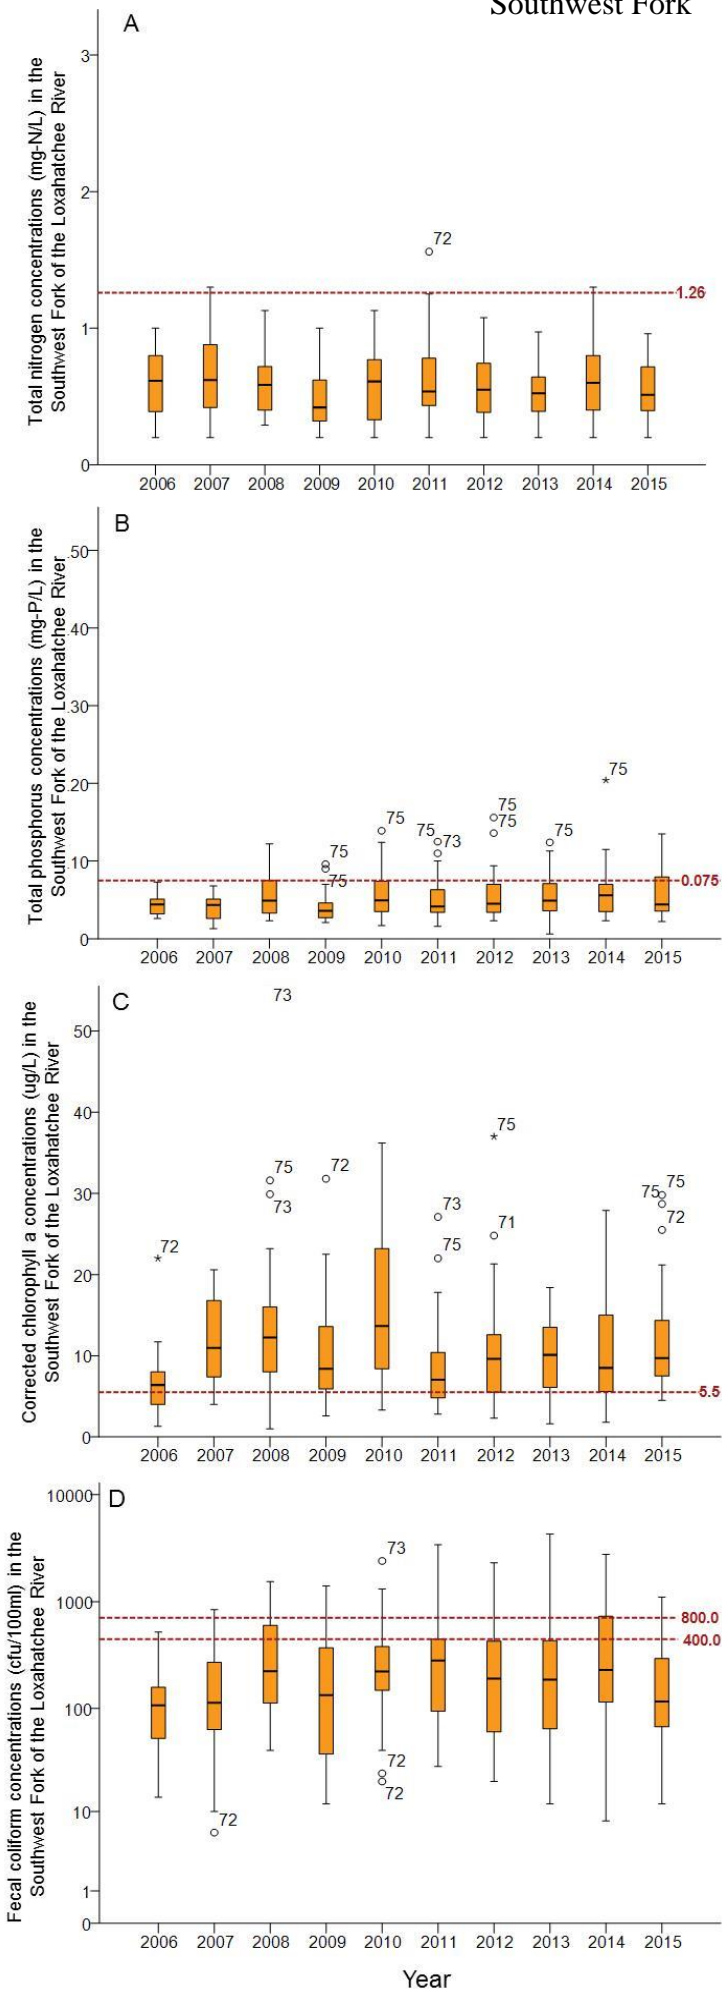 Southwest Fork
A
Total nitrogen concentrations (mg-N/L) in the
Southwest Fork of the Loxahatchee River
3
2
1
0
72
1.26
2006 2007 2008 2009 2010 2011 2012 2013 2014 2015
B
Total phosphorus concentrations (mg-P/L) in the
Southwest Fork of the Loxahatchee River
.50
.40
.30
.20
.10
0
75
75
75
75
75 73
75
75
75
0.075
2006 2007 2008 2009 2010 2011 2012 2013 2014 2015
C
Corrected chlorophyll a concentrations (ug/L) in the
Southwest Fork of the Loxahatchee River
50
40
30
20
10
0
73
75
72
75
73
75 75
73
71
72
72
75
5.5
2006 2007 2008 2009 2010 2011 2012 2013 2014 2015
D
Fecal coliform concentrations (cfu/100ml) in the
Southwest Fork of the Loxahatchee River
10000
1000
100
10
1
0
73
800.0
400.0
72
72
72
2006 2007 2008 2009 2010 2011 2012 2013 2014 2015
Year